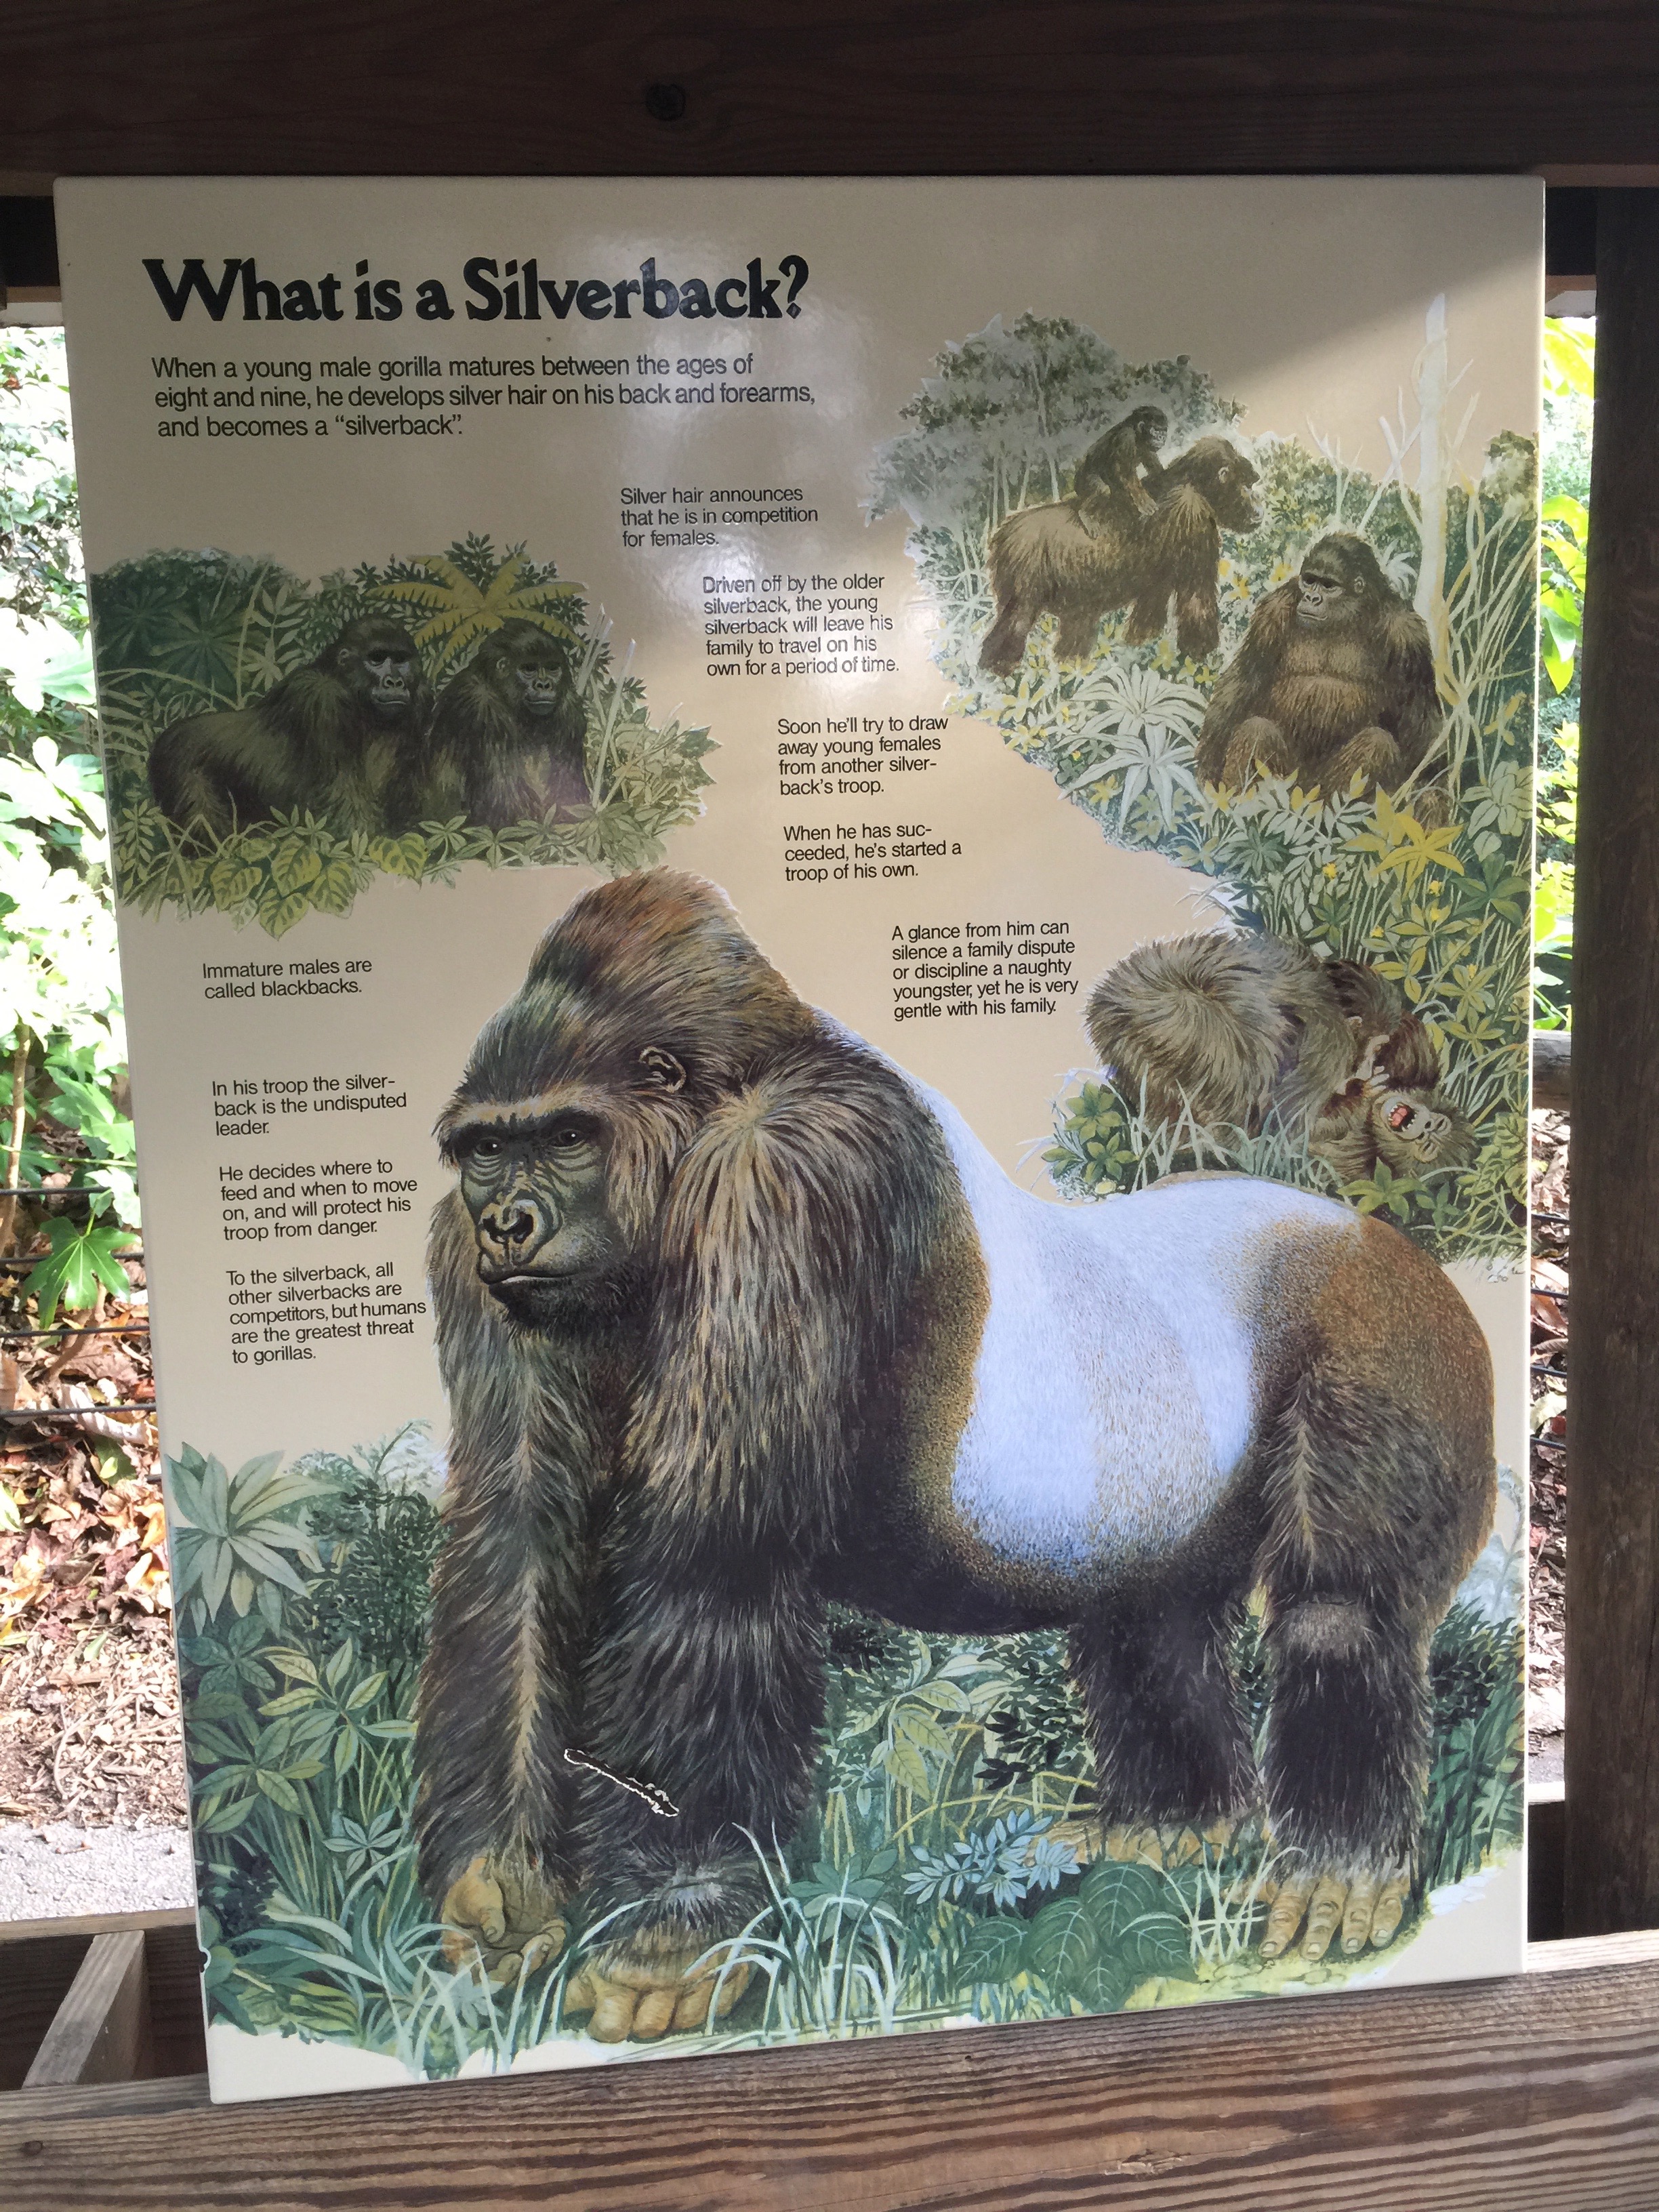 What is a Silverback?
When a young male gorilla matures between the ages of
eight and nine, he develops silver hair on his back and forearms,
and becomes a “silverback”.
Silver hair announces
that he is in competition
for females.
Driven off by the older
silverback, the young
silverback will leave his
family to travel on his
own for a period of time.
Soon he'll try to draw
away young females
from another silver-
back's troop.
When he has suc-
ceeded, he's started a
troop of his own.
A glance from him can
silence a family dispute
or discipline a naughty
youngster, yet he is very
gentle with his family.
Immature males are
called blackbacks.
In his troop the silver-
back is the undisputed
leader.
He decides where to
feed and when to move
on, and will protect his
troop from danger.
To the silverback, all
other silverbacks are
competitors, but humans
are the greatest threat
to gorillas.